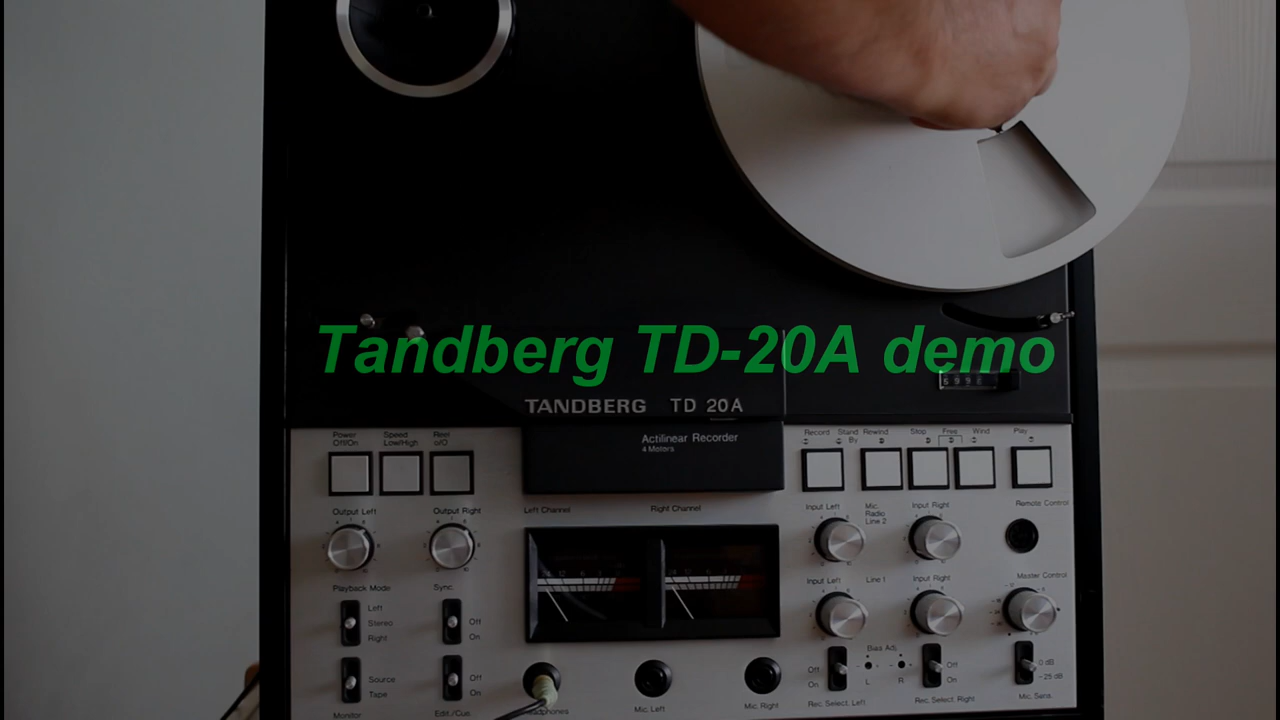 Tandberg TD-20A demo
TANDBERG TD 20A
Actilinear Recorder
4 Motors
Power
Off/On
Speed
Low/High
Reel
Record
Stand
By
Rewind
Stop
Free
Wind
Play
Output Left
Output Right
Left Channel
Right Channel
Input Left
Mic.
Radio
Line 2
Input Right
Remote Control
Playback Mode
Left
Stereo
Right
Sync.
Off
On
Input Left
Line 1
Input Right
Master Control
Source
Tape
Monitor
Off
On
Edit./Cue.
Mic. Left
Mic. Right
Bias Adj.
L
R
Off
On
Rec. Select. Left
Off
On
Rec. Select. Right
0 dB
-25 dB
Mic. Sens.